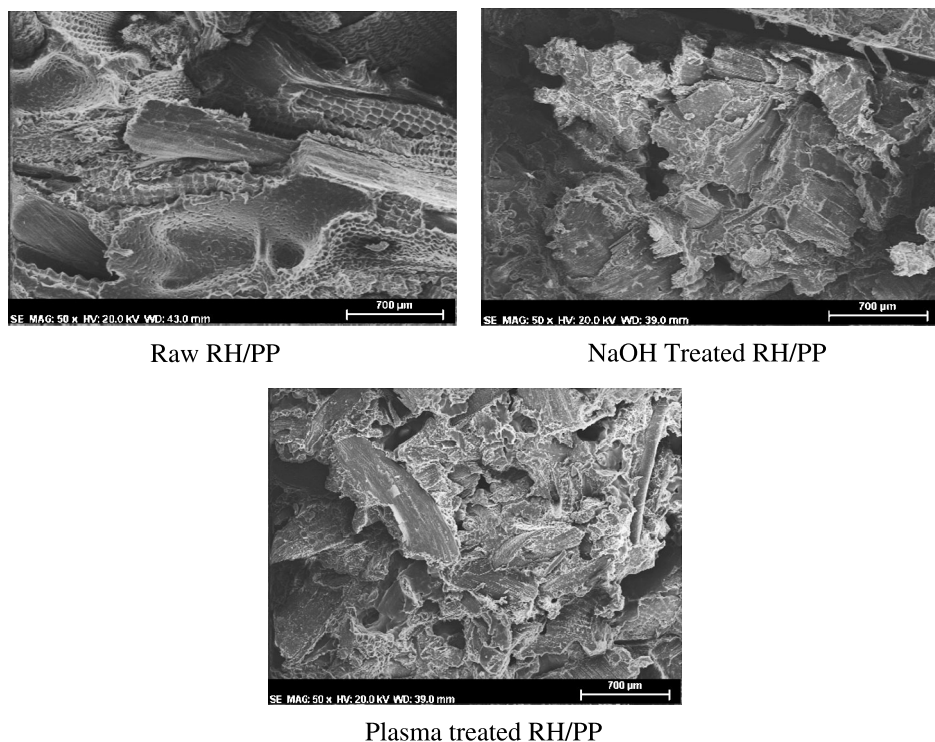 700 µm
SE MAG: 50 x HV: 20.0 kV WD: 43.0 mm
Raw RH/PP
700 µm
SE MAG: 50 x HV: 20.0 kV WD: 39.0 mm
NaOH Treated RH/PP
700 µm
SE MAG: 50 x HV: 20.0 kV WD: 39.0 mm
Plasma treated RH/PP